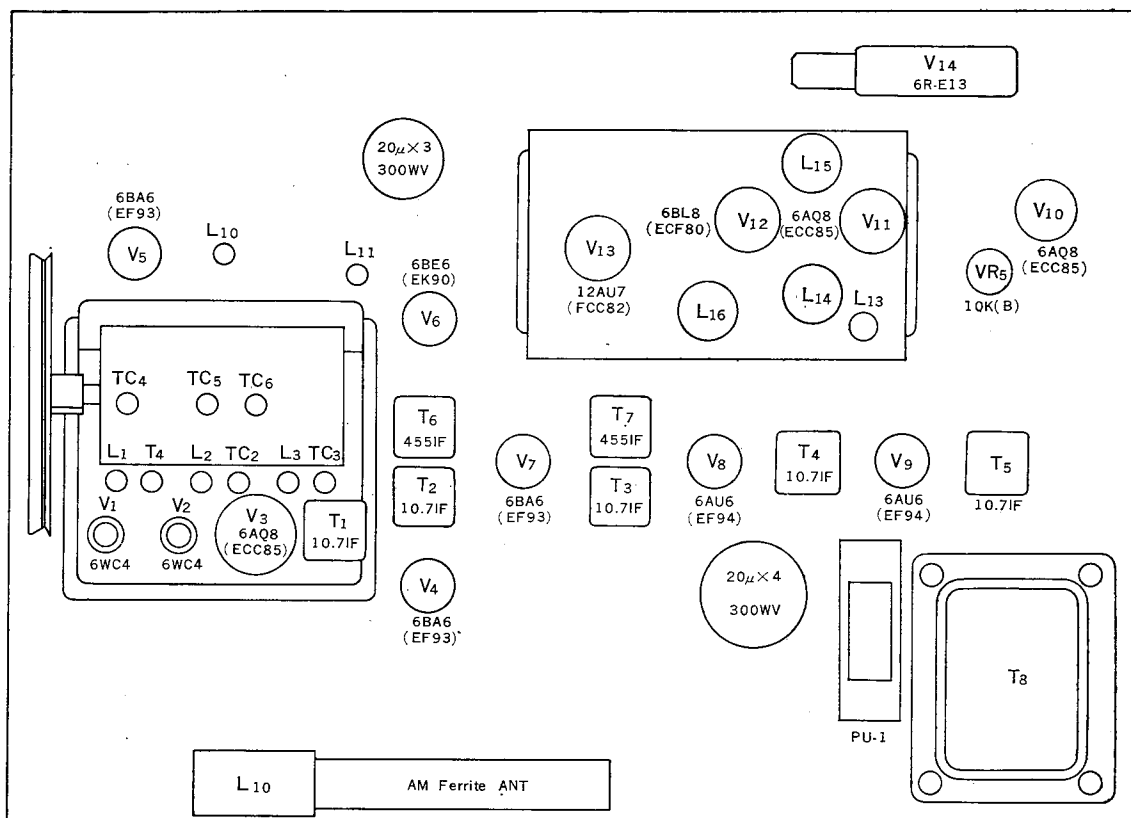 V14
6R-E13
20μ×3
300WV
6BA6
(EF93)
V5
L10
L11
6BE6
(EK90)
V6
L15
6BL8
(ECF80)
V12
6AQ8
(ECC85)
V11
V13
12AU7
(FCC82)
L16
L14
L13
V10
6AQ8
(ECC85)
VR5
10K(B)
TC4
TC5
TC6
L1
T4
L2
TC2
L3
TC3
V1
6WC4
V2
6WC4
V3
6AQ8
(ECC85)
T1
10.7IF
T6
455IF
T2
10.7IF
V7
6BA6
(EF93)
T7
455IF
T3
10.7IF
V8
6AU6
(EF94)
T4
10.7IF
V9
6AU6
(EF94)
T5
10.7IF
V4
6BA6
(EF93)
20μ×4
300WV
PU-1
T8
L10
AM Ferrite ANT